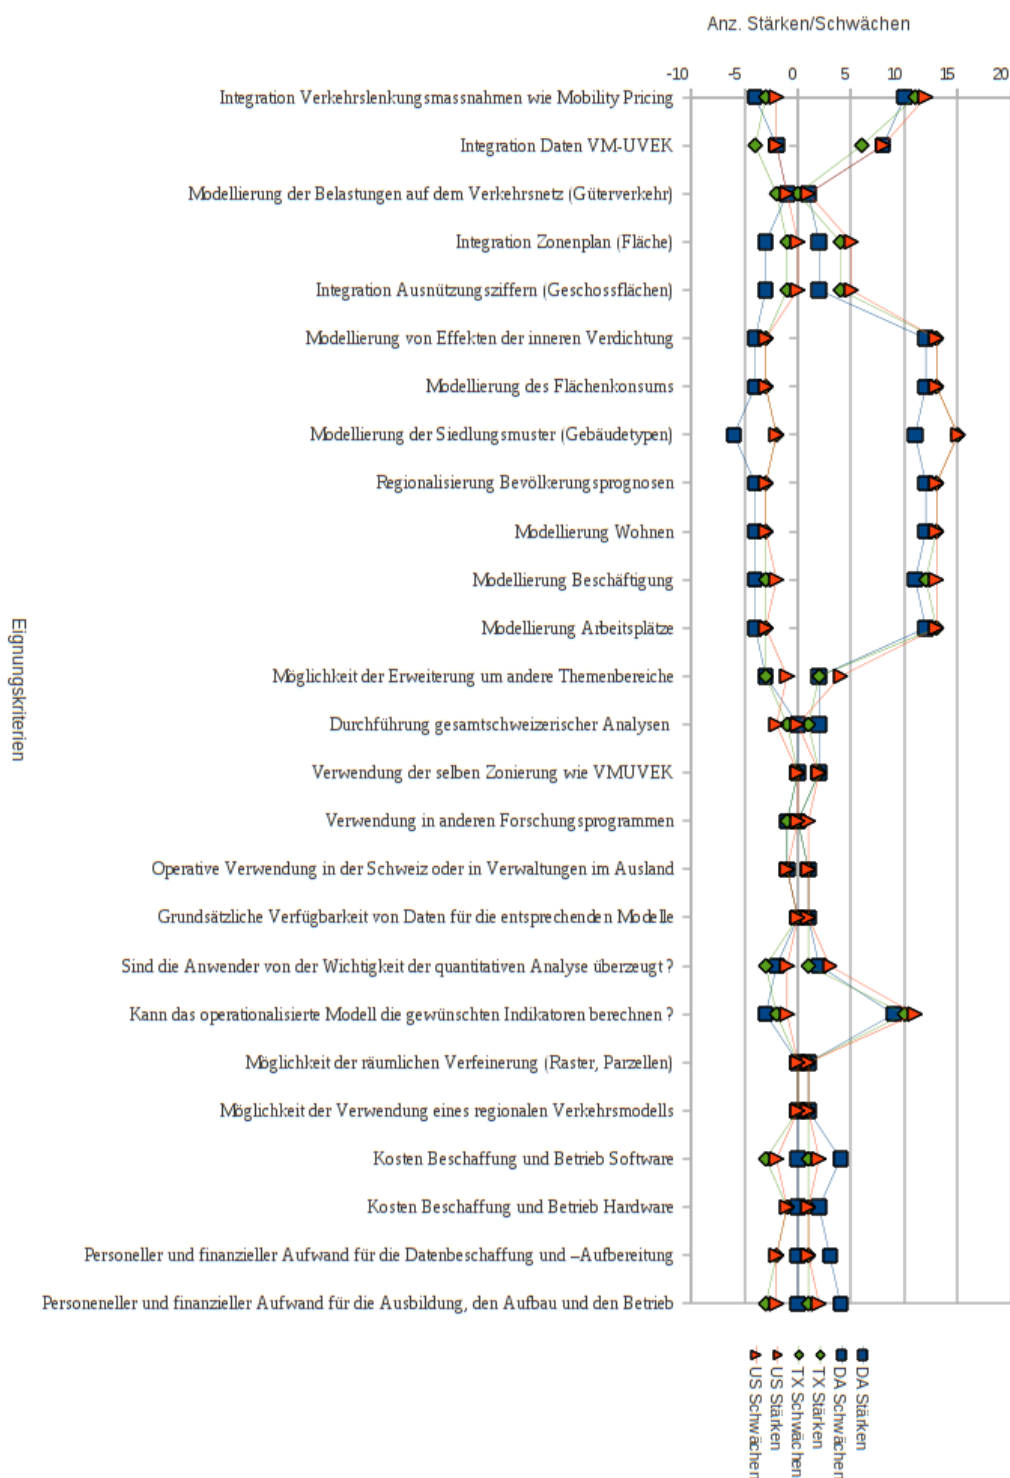 Anz. Stärken/Schwächen
-10 -5 0 5 10 15 20
Integration Verkehrslenkungsmassnahmen wie Mobility Pricing
Integration Daten VM-UVEK
Modellierung der Belastungen auf dem Verkehrsnetz (Güterverkehr)
Integration Zonenplan (Fläche)
Integration Ausnützungsziffern (Geschossflächen)
Modellierung von Effekten der inneren Verdichtung
Modellierung des Flächenkonsums
Modellierung der Siedlungsmuster (Gebäudetypen)
Regionalisierung Bevölkerungsprognosen
Modellierung Wohnen
Modellierung Beschäftigung
Modellierung Arbeitsplätze
Möglichkeit der Erweiterung um andere Themenbereiche
Durchführung gesamtschweizerischer Analysen
Verwendung der selben Zonierung wie VMUVEK
Verwendung in anderen Forschungsprogrammen
Operative Verwendung in der Schweiz oder in Verwaltungen im Ausland
Grundsätzliche Verfügbarkeit von Daten für die entsprechenden Modelle
Sind die Anwender von der Wichtigkeit der quantitativen Analyse überzeugt ?
Kann das operationalisierte Modell die gewünschten Indikatoren berechnen ?
Möglichkeit der räumlichen Verfeinerung (Raster, Parzellen)
Möglichkeit der Verwendung eines regionalen Verkehrsmodells
Kosten Beschaffung und Betrieb Software
Kosten Beschaffung und Betrieb Hardware
Personeller und finanzieller Aufwand für die Datenbeschaffung und –Aufbereitung
Personeneller und finanzieller Aufwand für die Ausbildung, den Aufbau und den Betrieb
Eignungskriterien
DA Stärken
DA Schwächen
TX Stärken
TX Schwächen
US Stärken
US Schwächen